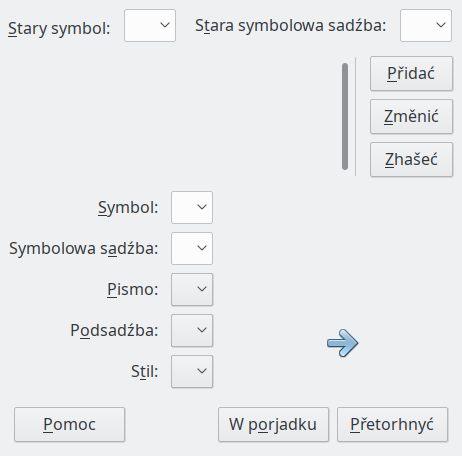 Stary symbol: Stara symbolowa sadźba:
Přidać
Změnić
Zhašeć
Symbol:
Symbolowa sadźba:
Pismo:
Podsadźba:
Stil:
Pomoc W porjadku Přetorhnyć